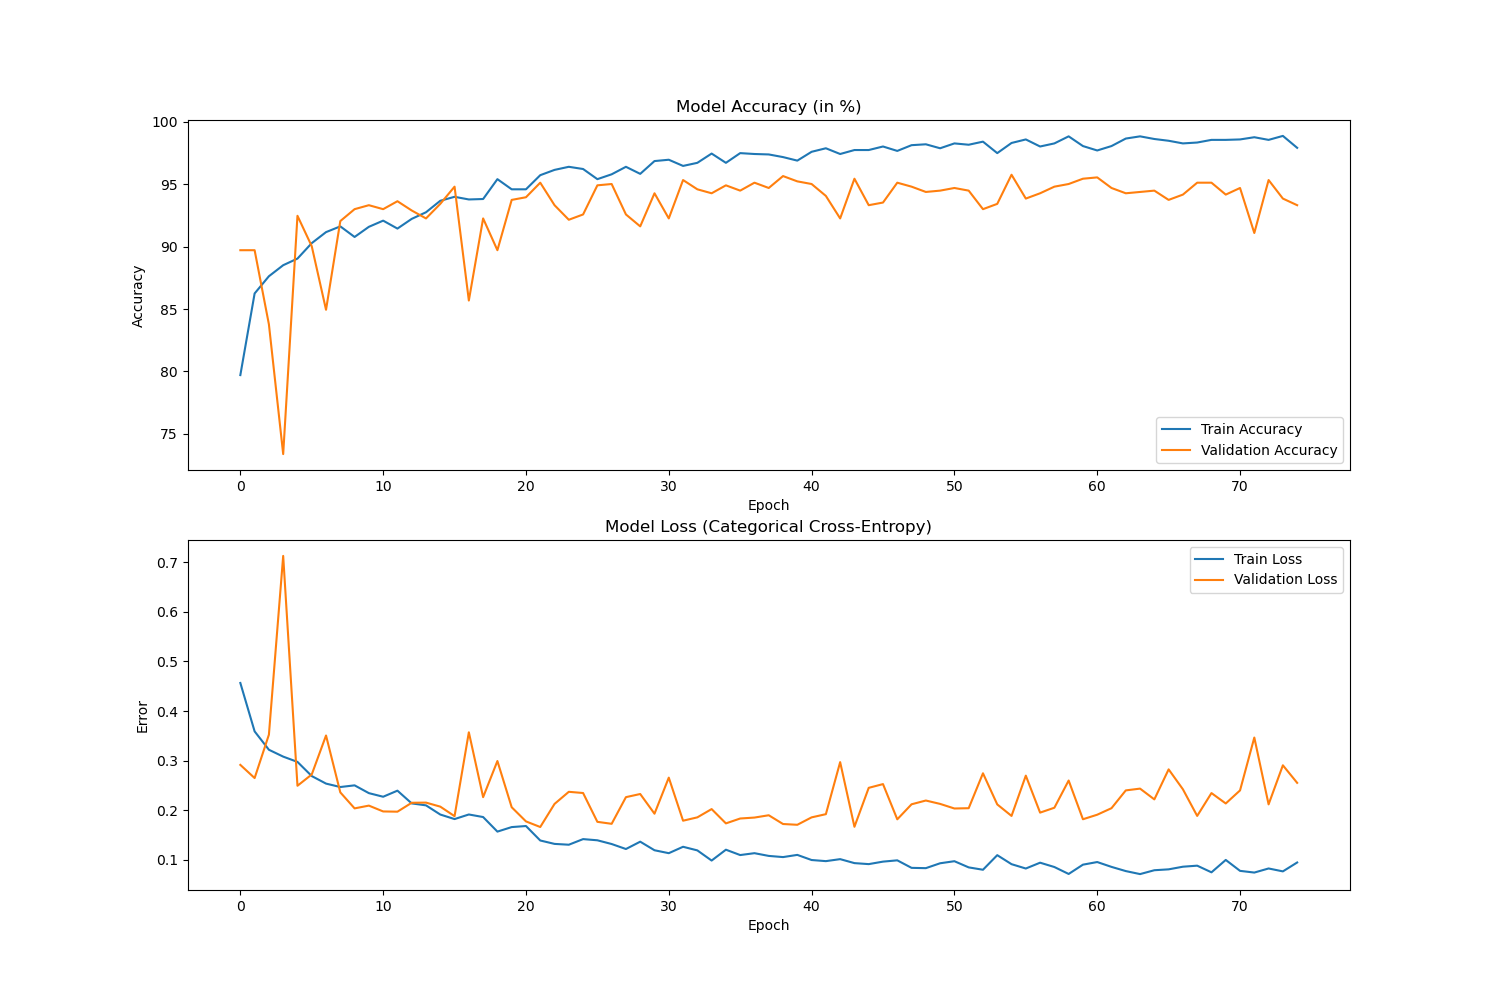 Model Accuracy (in %)
100
95
90
85
80
75
Accuracy
Train Accuracy
Validation Accuracy
0 10 20 30 40 50 60 70
Epoch
Model Loss (Categorical Cross-Entropy)
0.7
0.6
0.5
0.4
0.3
0.2
0.1
Error
Train Loss
Validation Loss
0 10 20 30 40 50 60 70
Epoch